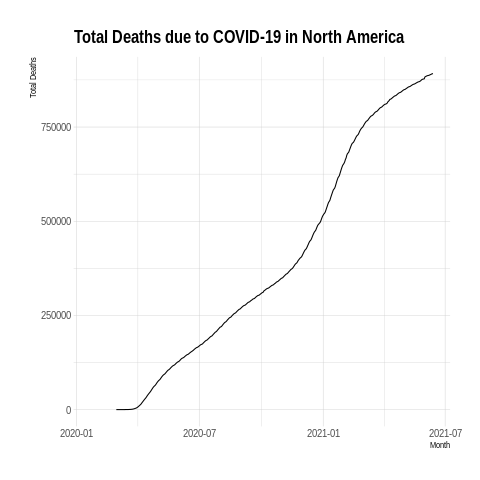 Total Deaths due to COVID-19 in North America
Total Deaths
750000
500000
250000
0
2020-01 2020-07 2021-01 2021-07
Month